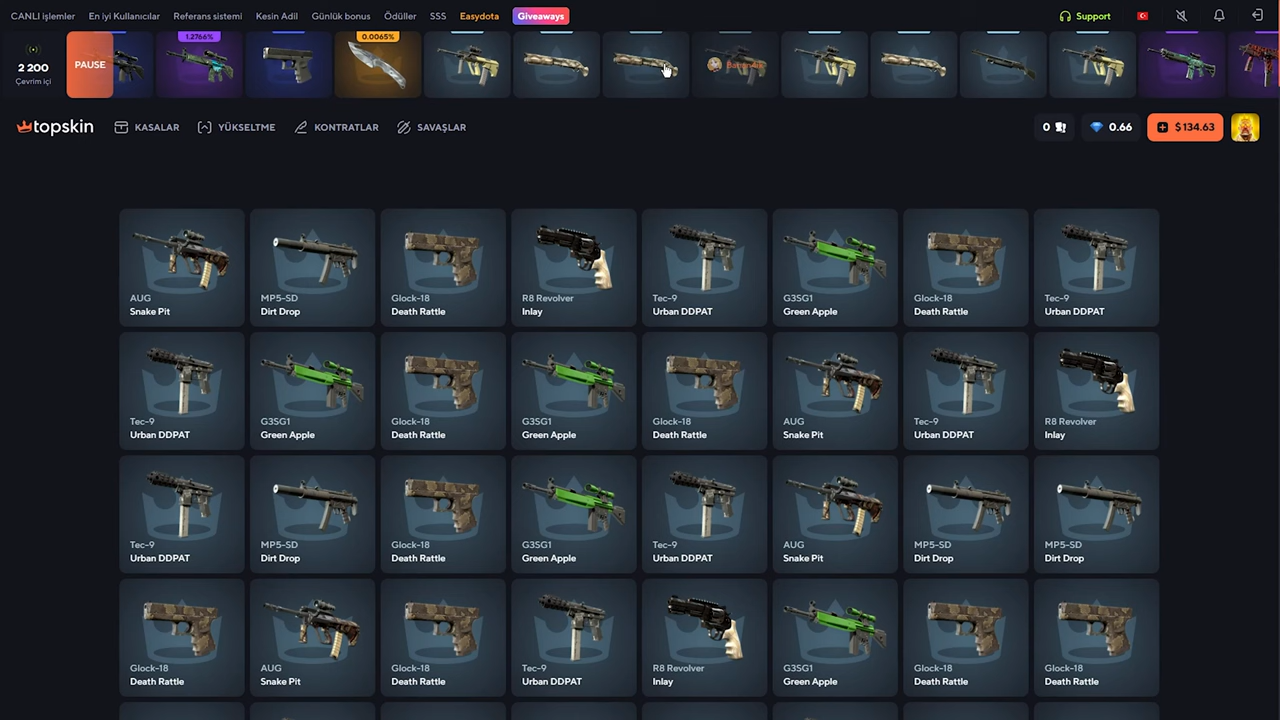 CANLI işlemler En iyi Kullanıcılar Referans sistemi Kesin Adil Günlük bonus Ödüller SSS Easydota Giveaways Support
1.2766% 0.0065%
2 200
Çevrim içi
PAUSE
topskin KASALAR YÜKSELTME KONTRATLAR SAVAŞLAR 0 0.66 $ 134.63
AUG MP5-SD Glock-18 R8 Revolver Tec-9 G3SG1 Glock-18 Tec-9
Snake Pit Dirt Drop Death Rattle Inlay Urban DDPAT Green Apple Death Rattle Urban DDPAT
Tec-9 G3SG1 Glock-18 G3SG1 Glock-18 AUG Tec-9 R8 Revolver
Urban DDPAT Green Apple Death Rattle Green Apple Death Rattle Snake Pit Urban DDPAT Inlay
Tec-9 MP5-SD Glock-18 G3SG1 Tec-9 AUG MP5-SD MP5-SD
Urban DDPAT Dirt Drop Death Rattle Green Apple Urban DDPAT Snake Pit Dirt Drop Dirt Drop
Glock-18 AUG Glock-18 Tec-9 R8 Revolver G3SG1 Glock-18 Glock-18
Death Rattle Snake Pit Death Rattle Urban DDPAT Inlay Green Apple Death Rattle Death Rattle